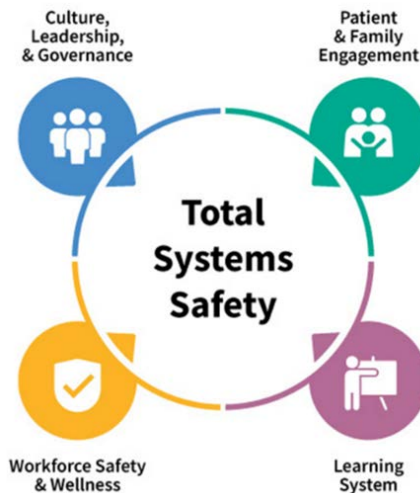 Culture,
Leadership,
& Governance
Patient
& Family
Engagement
Total
Systems
Safety
Workforce Safety
& Wellness
Learning
System